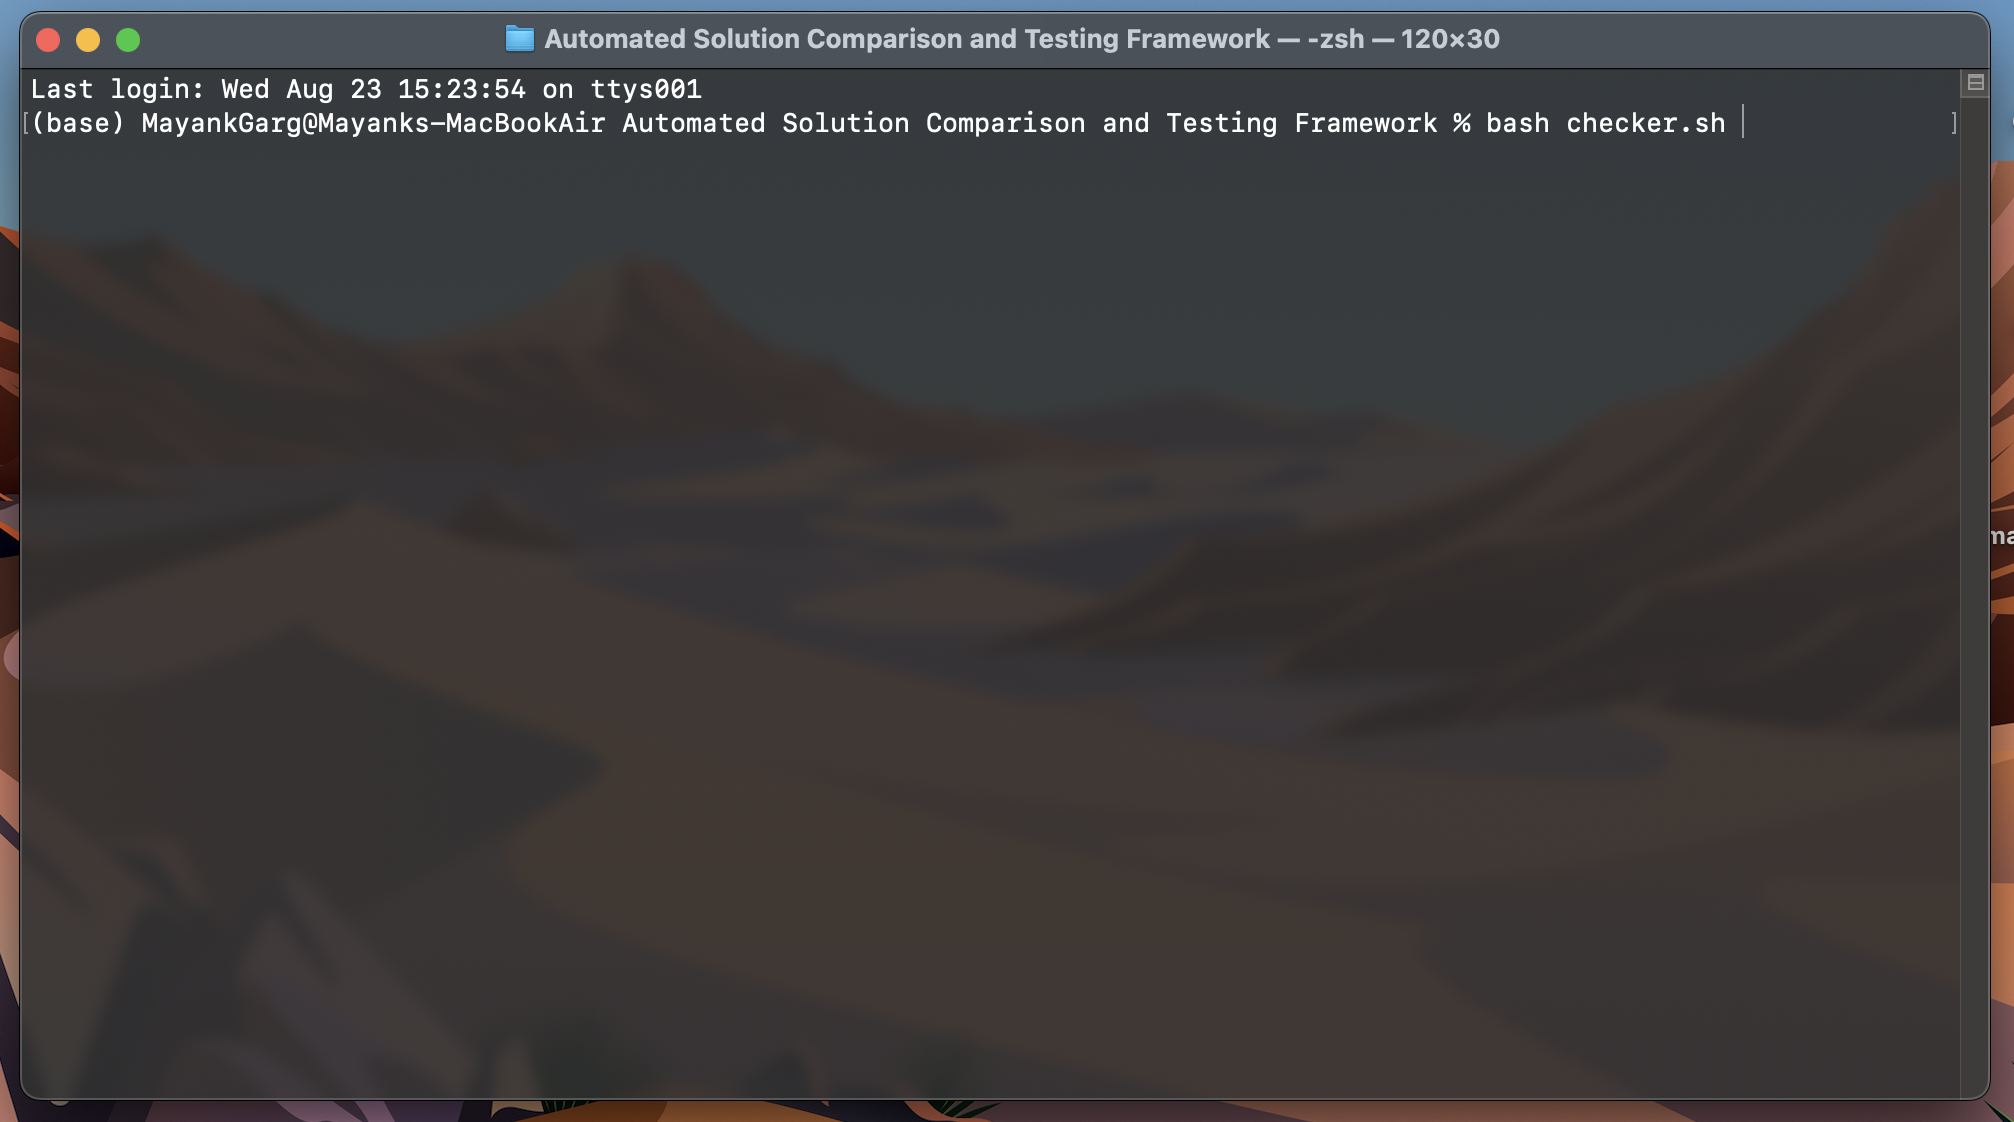 Automated Solution Comparison and Testing Framework — -zsh — 120×30
Last login: Wed Aug 23 15:23:54 on ttys001
[(base) MayankGarg@Mayanks-MacBookAir Automated Solution Comparison and Testing Framework % bash checker.sh ]